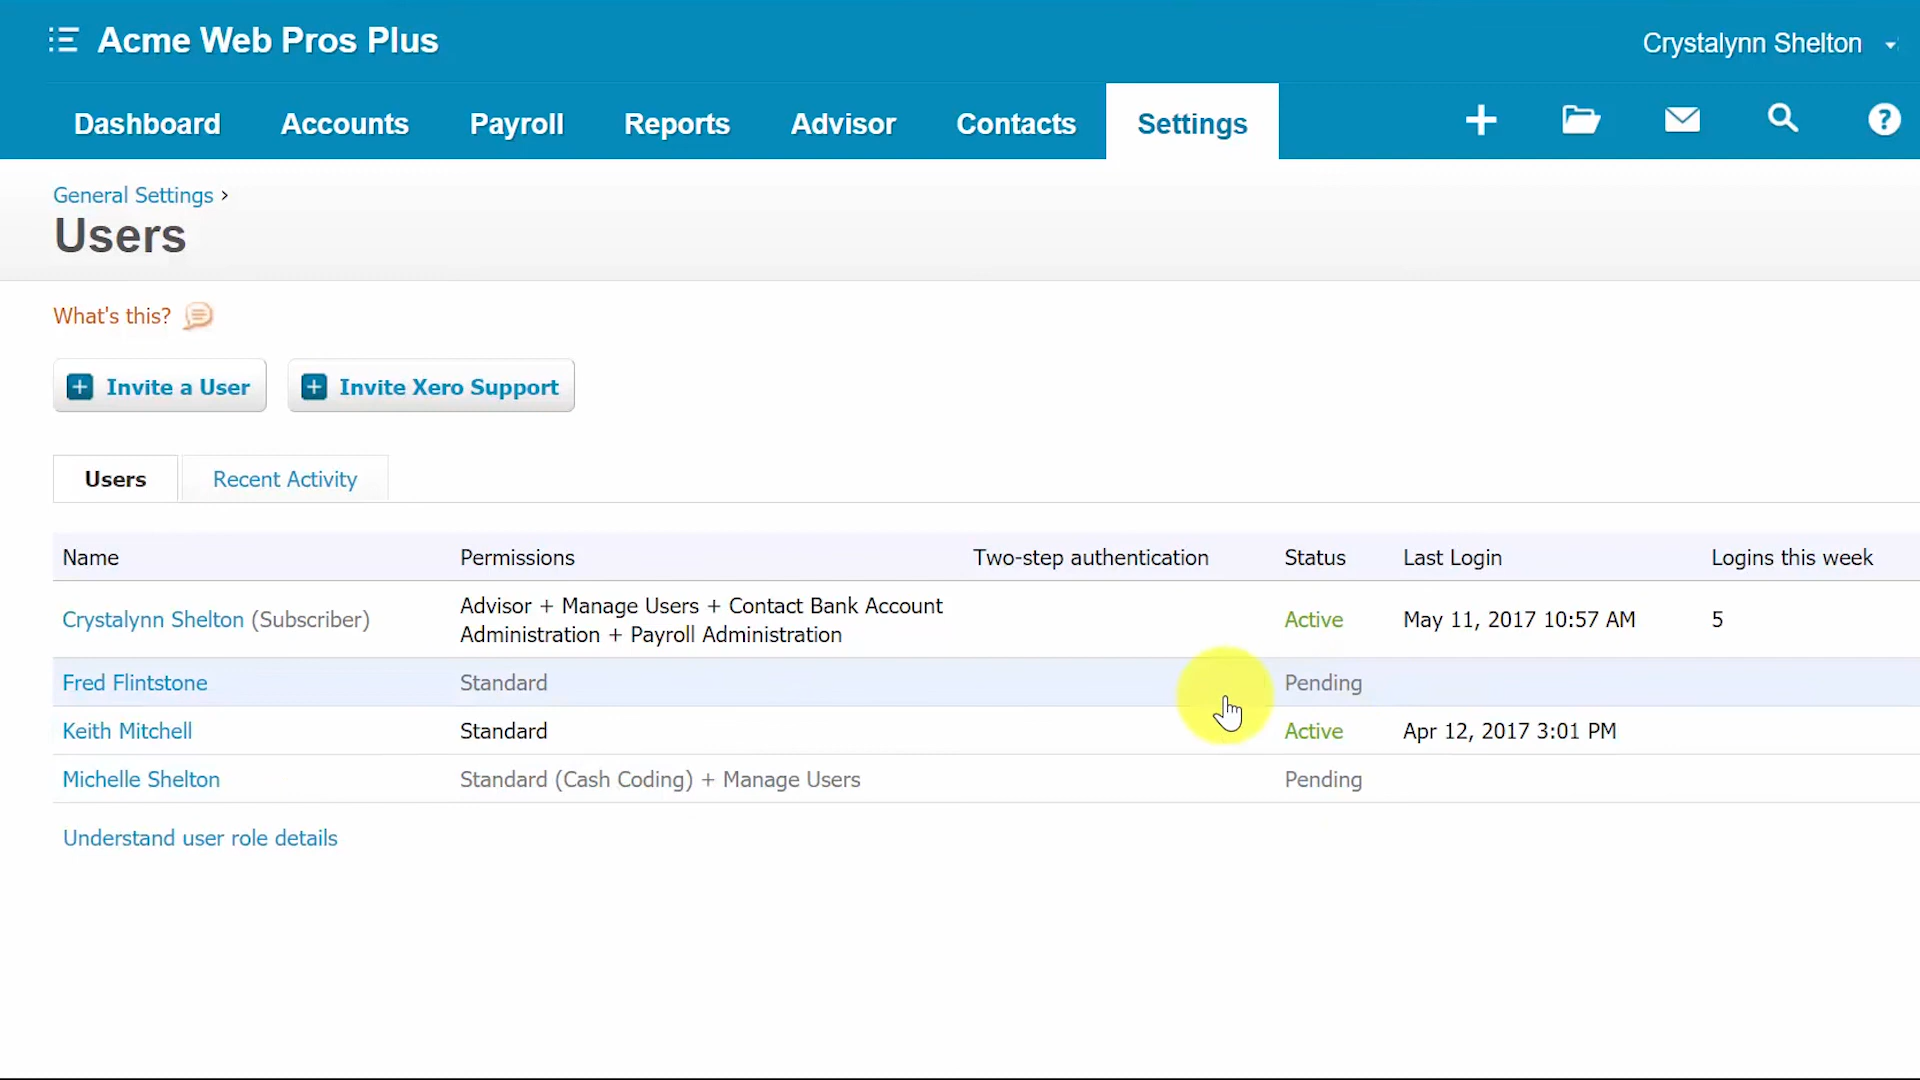 Acme Web Pros Plus
Crystalynn Shelton
Dashboard Accounts Payroll Reports Advisor Contacts Settings ?
General Settings ›
Users
What's this?
+ Invite a User + Invite Xero Support
Users Recent Activity
Name Permissions Two-step authentication Status Last Login Logins this week
Crystalynn Shelton (Subscriber) Advisor + Manage Users + Contact Bank Account Active May 11, 2017 10:57 AM 5
Administration + Payroll Administration
Fred Flintstone Standard Pending
Keith Mitchell Standard Active Apr 12, 2017 3:01 PM
Michelle Shelton Standard (Cash Coding) + Manage Users Pending
Understand user role details